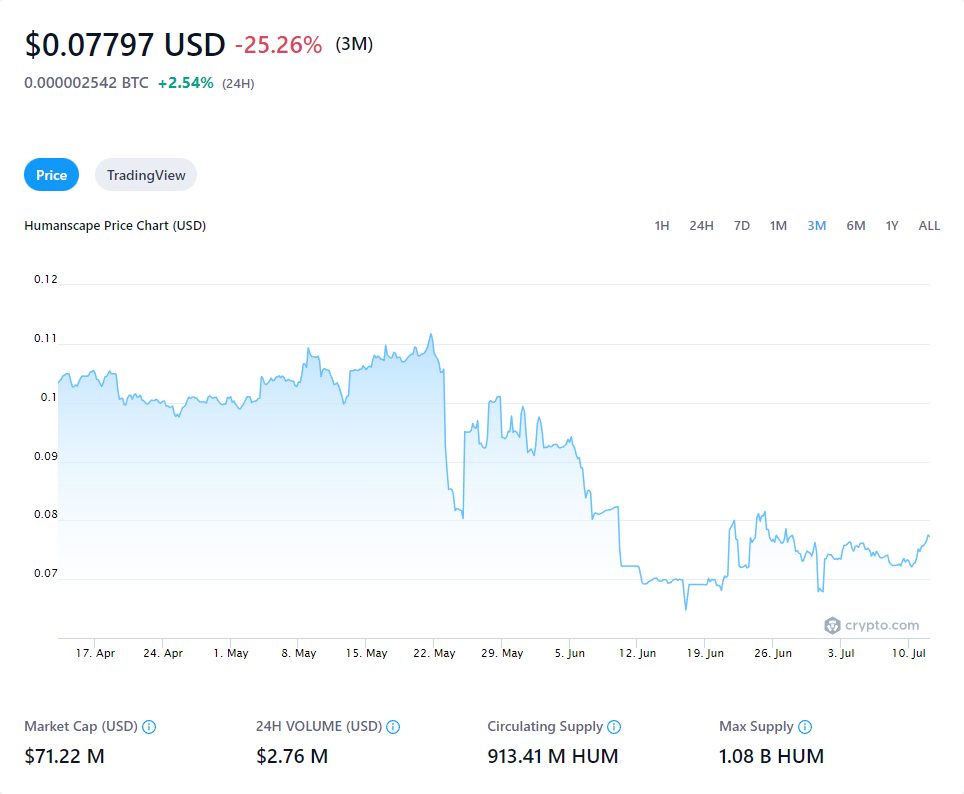 $0.07797 USD -25.26% (3M)
0.000002542 BTC +2.54% (24H)
Price TradingView
Humanscape Price Chart (USD) 1H 24H 7D 1M 3M 6M 1Y ALL
0.12
0.11
0.1
0.09
0.08
0.07
crypto.com
17. Apr 24. Apr 1. May 8. May 15. May 22. May 29. May 5. Jun 12. Jun 19. Jun 26. Jun 3. Jul 10. Jul
Market Cap (USD) 24H VOLUME (USD) Circulating Supply Max Supply
$71.22 M $2.76 M 913.41 M HUM 1.08 B HUM